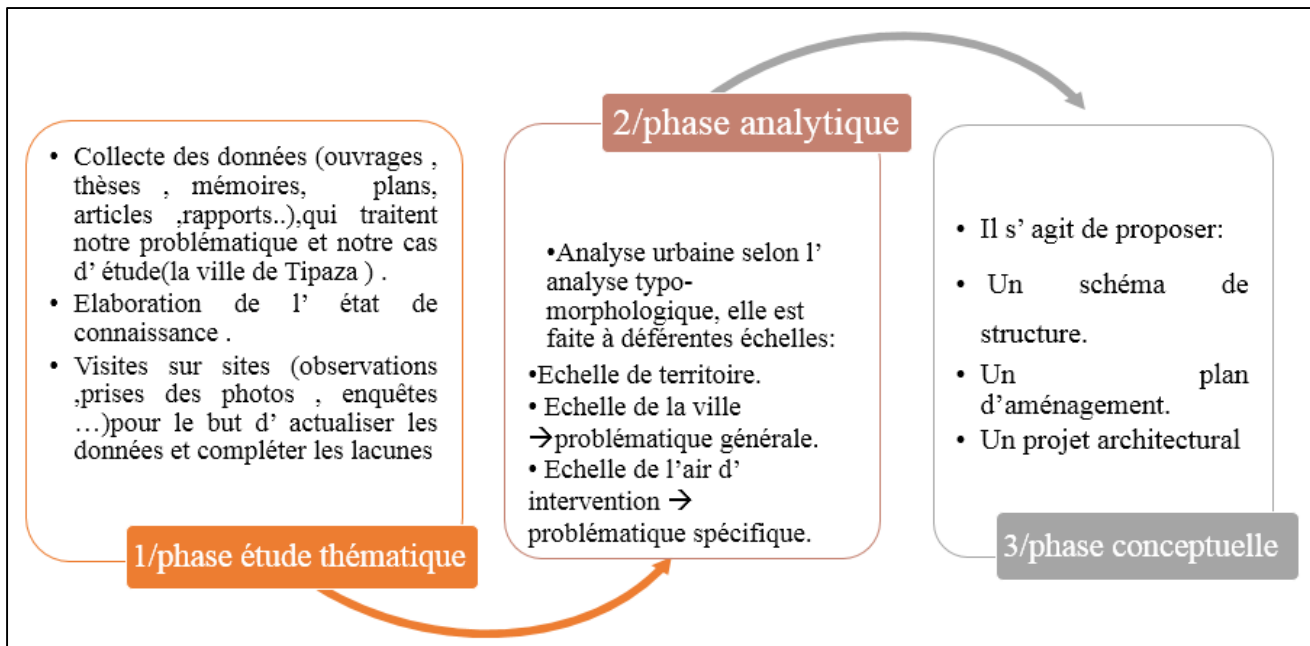 • Collecte des données (ouvrages ,
thèses , mémoires, plans,
articles ,rapports..),qui traitent
notre problématique et notre cas
d’ étude(la ville de Tipaza ) .
• Elaboration de l’ état de
connaissance .
• Visites sur sites (observations
,prises des photos , enquêtes
…)pour le but d’ actualiser les
données et compléter les lacunes
1/phase étude thématique
2/phase analytique
•Analyse urbaine selon l’
analyse typo-
morphologique, elle est
faite à déférentes échelles:
•Echelle de territoire.
• Echelle de la ville
→problématique générale.
• Echelle de l’air d’
intervention →
problématique spécifique.
• Il s’ agit de proposer:
• Un schéma de
structure.
• Un plan
d’aménagement.
• Un projet architectural
3/phase conceptuelle